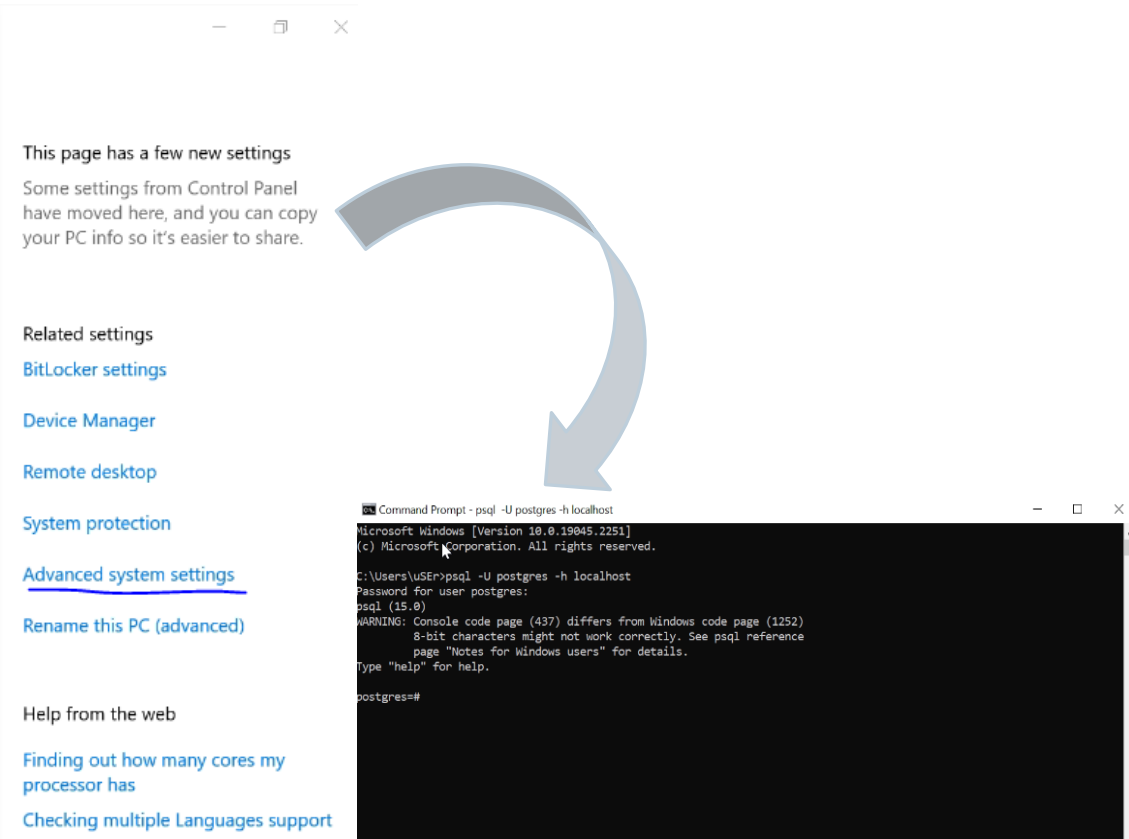 This page has a few new settings
Some settings from Control Panel
have moved here, and you can copy
your PC info so it's easier to share.
Related settings
BitLocker settings
Device Manager
Remote desktop
System protection
Advanced system settings
Rename this PC (advanced)
Help from the web
Finding out how many cores my
processor has
Checking multiple Languages support
Command Prompt - psql  -U postgres -h localhost
Microsoft Windows [Version 10.0.19045.2251]
(c) Microsoft Corporation. All rights reserved.
C:\Users\uSEr>psql -U postgres -h localhost
Password for user postgres:
psql (15.0)
WARNING: Console code page (437) differs from Windows code page (1252)
8-bit characters might not work correctly. See psql reference
page "Notes for Windows users" for details.
Type "help" for help.
postgres=#